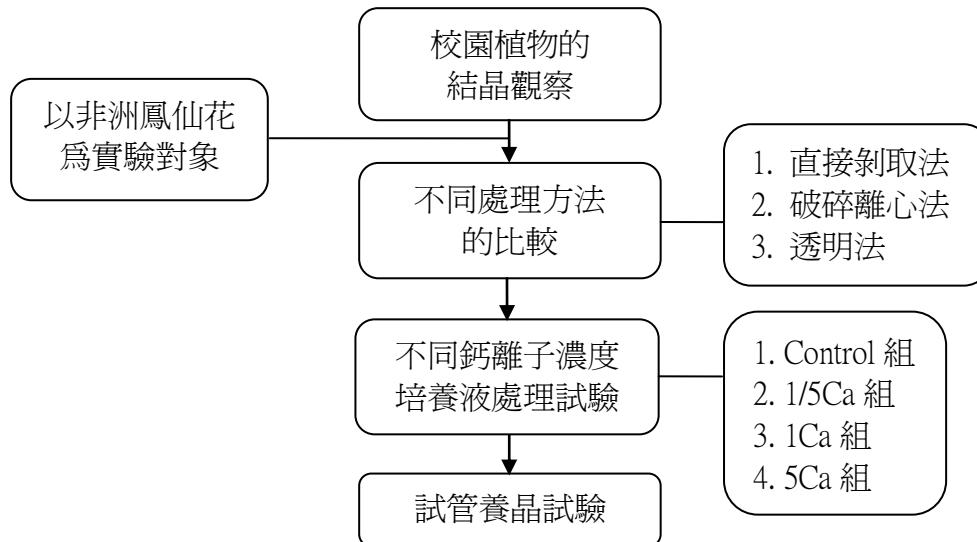 校園植物的
結晶觀察
以非洲鳳仙花
爲實驗對象
不同處理方法
的比較
1. 直接剝取法
2. 破碎離心法
3. 透明法
不同鈣離子濃度
培養液處理試驗
1. Control 組
2. 1/5Ca 組
3. 1Ca 組
4. 5Ca 組
試管養晶試驗